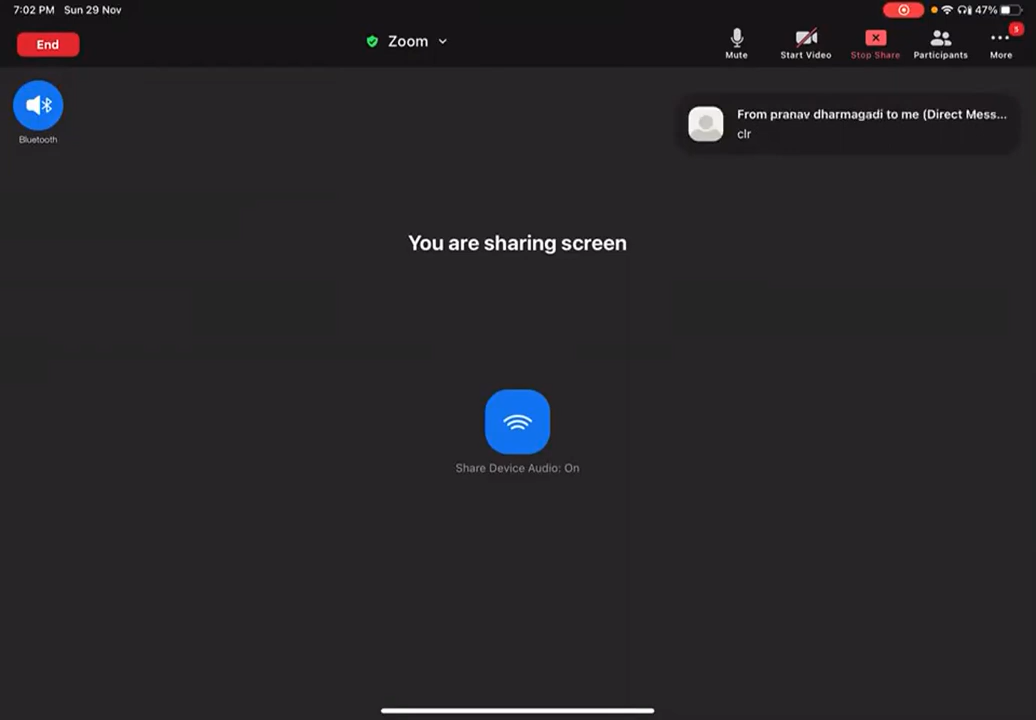 7:02 PM Sun 29 Nov
47%
End
Zoom
Mute
Start Video
Stop Share
Participants
More
5
Bluetooth
From pranav dharmagadi to me (Direct Mess...
clr
You are sharing screen
Share Device Audio: On